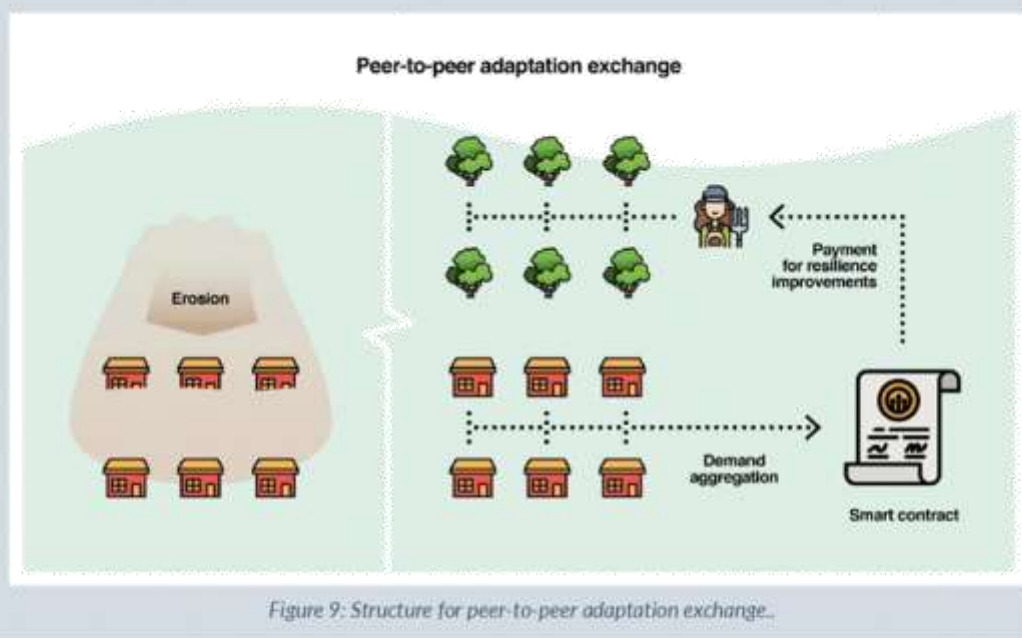 Peer-to-peer adaptation exchange
Erosion
Payment
for resilience
improvements
Demand
aggregation
Smart contract
Figure 9: Structure for peer-to-peer adaptation exchange..